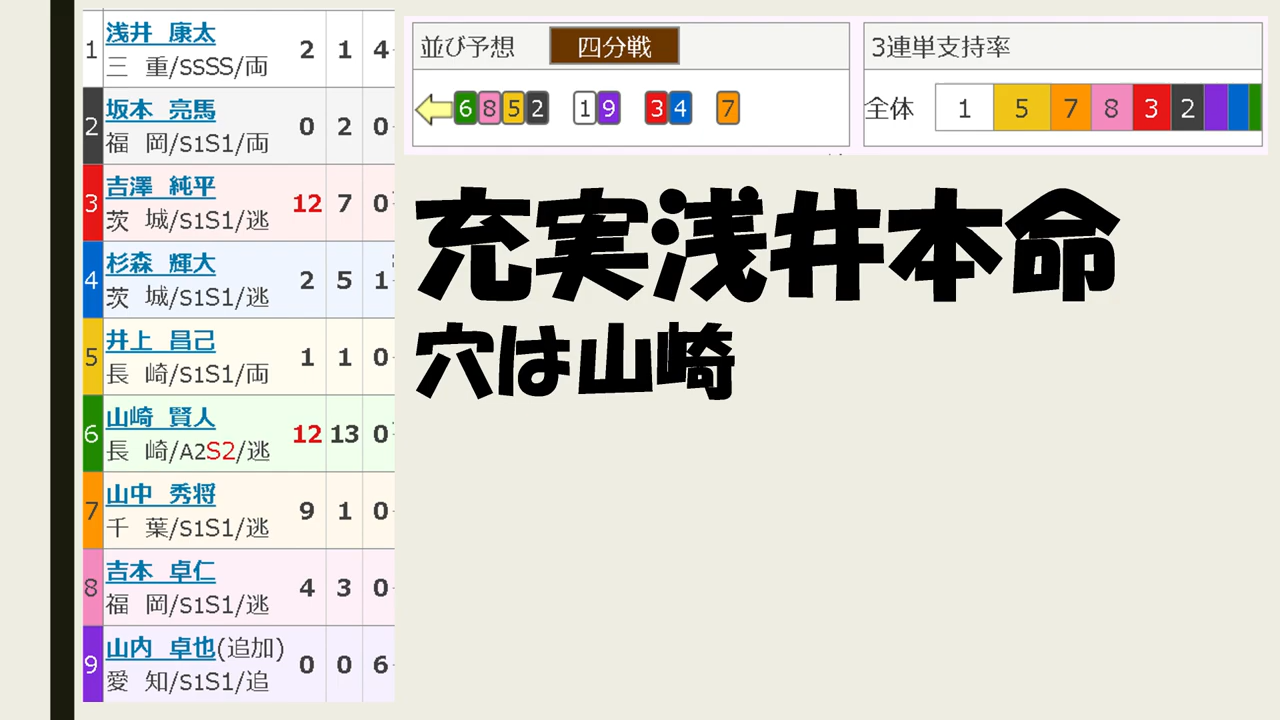 1 浅井 康太 2 1 4
三 重/SSSS/両
2 坂本 亮馬 0 2 0
福 岡/S1S1/両
3 吉澤 純平 12 7 0
茨 城/S1S1/逃
4 杉森 輝大 2 5 1
茨 城/S1S1/逃
5 井上 昌己 1 1 0
長 崎/S1S1/両
6 山崎 賢人 12 13 0
長 崎/A2S2/逃
7 山中 秀将 9 1 0
千 葉/S1S1/逃
8 吉本 卓仁 4 3 0
福 岡/S1S1/逃
9 山内 卓也(追加) 0 0 6
愛 知/S1S1/追
並び予想 四分戦
6 8 5 2 1 9 3 4 7
3連単支持率
全体 1 5 7 8 3 2
充実浅井本命
穴は山崎